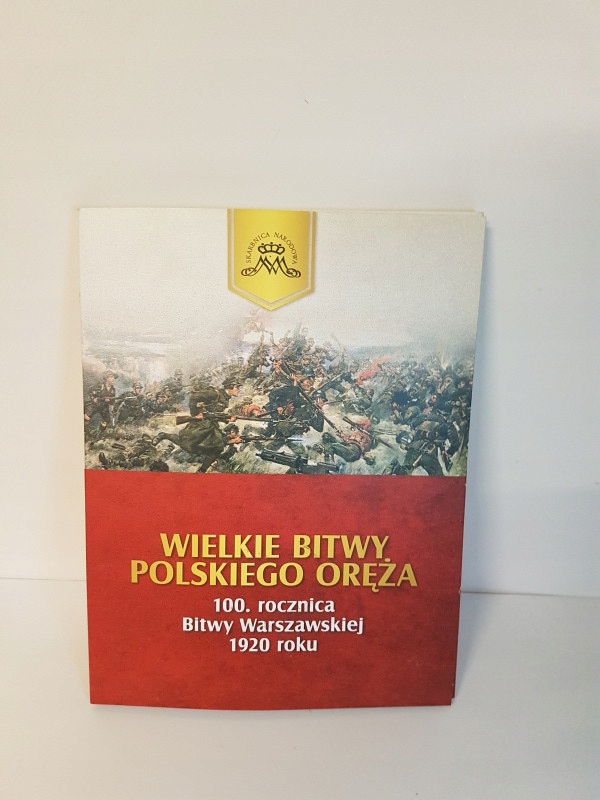 SKARBNICA NARODOWA
WIELKIE BITWY
POLSKIEGO ORĘŻA
100. rocznica
Bitwy Warszawskiej
1920 roku